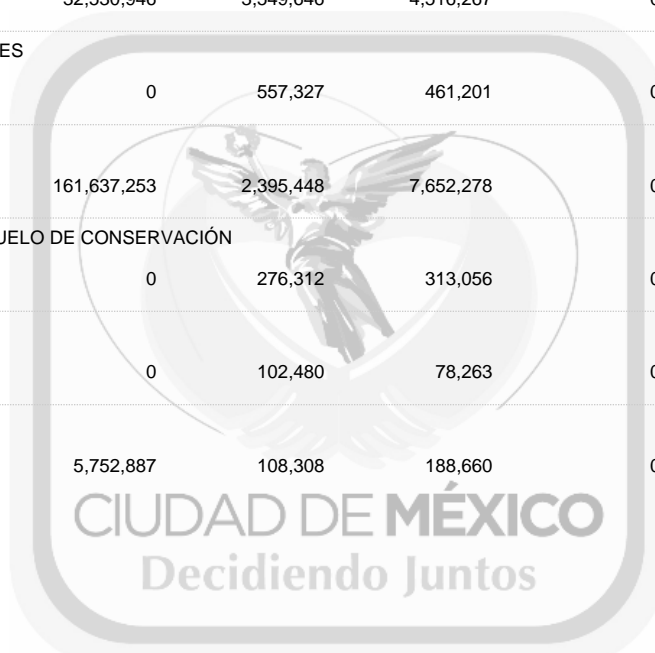 ES
0 557,327 461,201
161,637,253 2,395,448 7,652,278
UELO DE CONSERVACIÓN
0 276,312 313,056
0 102,480 78,263
5,752,887 108,308 188,660
CIUDAD DE MÉXICO
Decidiendo Juntos